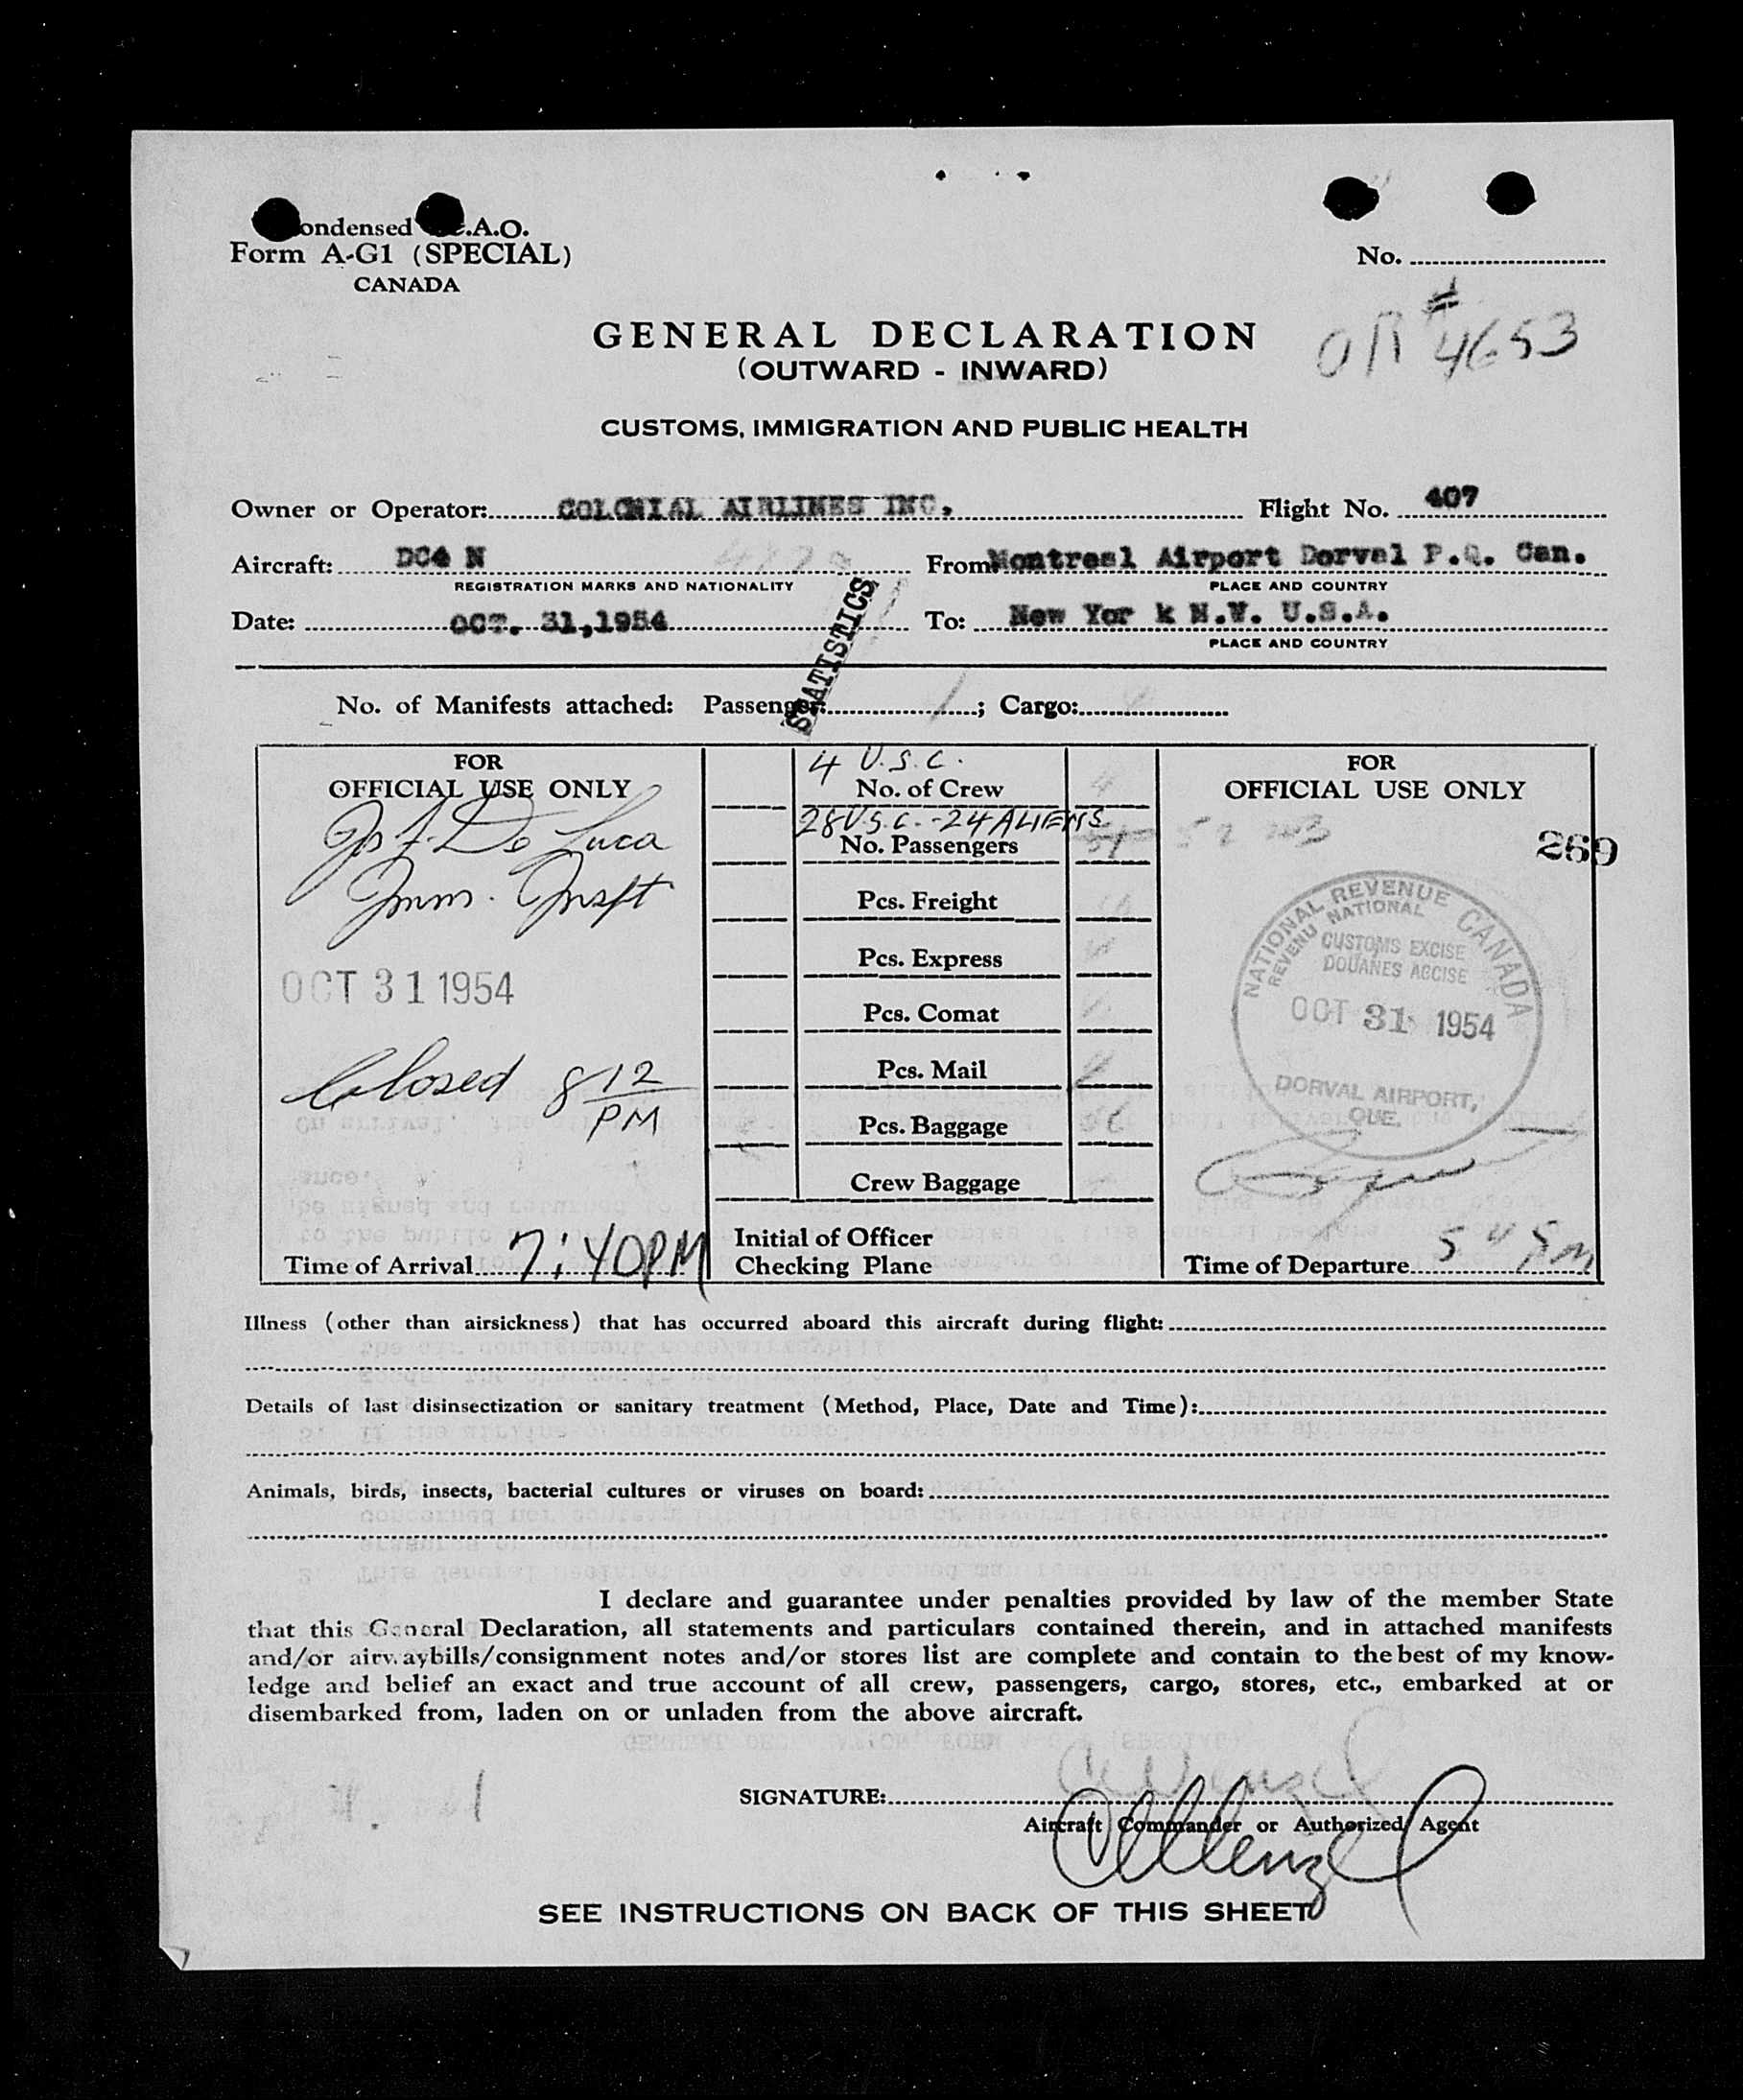 ondensed .A.O.
Form A-G1 (SPECIAL)
CANADA
No.
OR # 4653
GENERAL DECLARATION
(OUTWARD - INWARD)
CUSTOMS, IMMIGRATION AND PUBLIC HEALTH
Owner or Operator: COLONIAL AIRLINES INC. Flight No. 407
Aircraft: DC4 N From Montreal Airport Dorval P.Q. Can.
REGISTRATION MARKS AND NATIONALITY PLACE AND COUNTRY
Date: OCT. 31,1954 To: New Yor k N.Y. U.S.A.
PLACE AND COUNTRY
STATISTICS
No. of Manifests attached: Passenger: 1; Cargo:
FOR
OFFICIAL USE ONLY
Jos A. De Luca
Imm. Inspt
OCT 31 1954
Closed 8 12
PM
Time of Arrival 7:40PM
4 U.S.C.
No. of Crew 4
28 U.S.C. - 24 ALIENS
No. Passengers
Pcs. Freight
Pcs. Express
Pcs. Comat
Pcs. Mail
Pcs. Baggage
Crew Baggage
Initial of Officer
Checking Plane
FOR
OFFICIAL USE ONLY
269
NATIONAL REVENUE CANADA
REVENU NATIONAL
CUSTOMS EXCISE
DOUANES ACCISE
OCT 31 1954
DORVAL AIRPORT,
QUE.
Time of Departure
Illness (other than airsickness) that has occurred aboard this aircraft during flight:
Details of last disinsectization or sanitary treatment (Method, Place, Date and Time):
Animals, birds, insects, bacterial cultures or viruses on board:
I declare and guarantee under penalties provided by law of the member State
that this General Declaration, all statements and particulars contained therein, and in attached manifests
and/or airwaybills/consignment notes and/or stores list are complete and contain to the best of my know-
ledge and belief an exact and true account of all crew, passengers, cargo, stores, etc., embarked at or
disembarked from, laden on or unladen from the above aircraft.
SIGNATURE:
Aircraft Commander or Authorized Agent
SEE INSTRUCTIONS ON BACK OF THIS SHEET